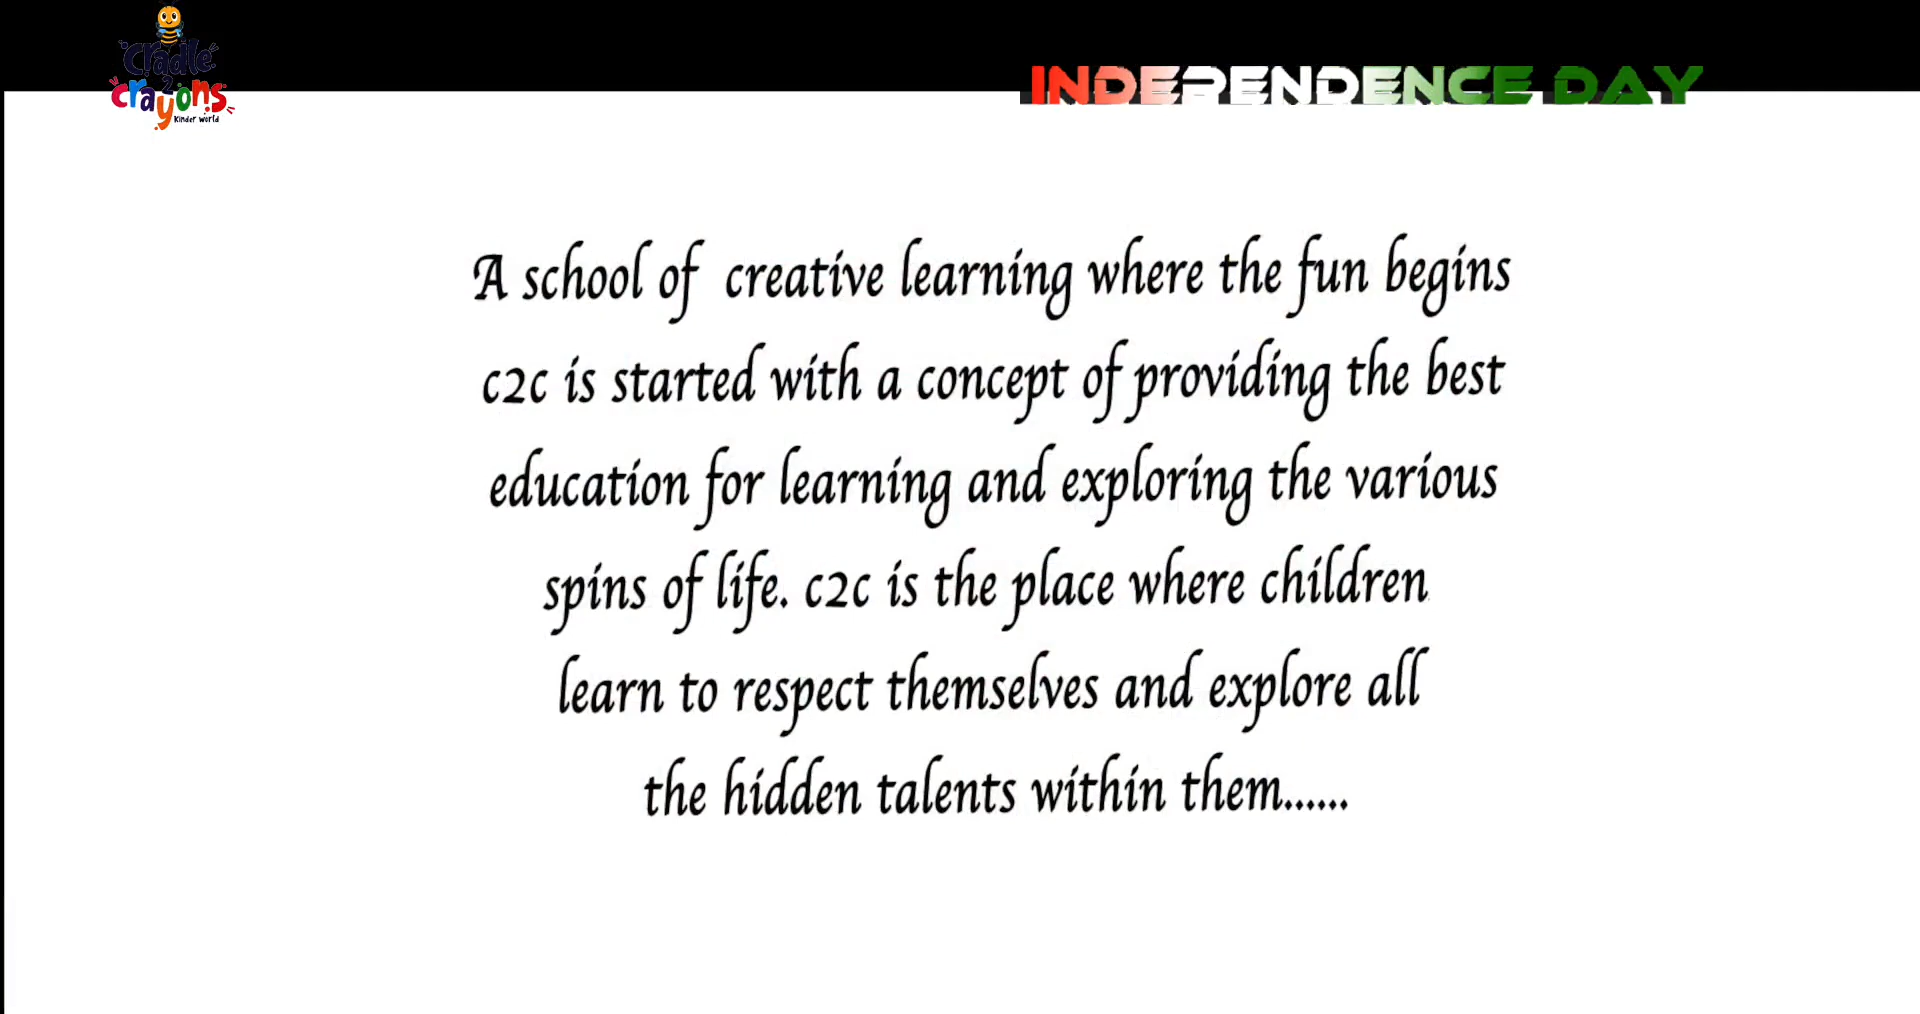 cradle
2
crayons
Kinder world
INDEPENDENCE DAY
A school of creative learning where the fun begins
c2c is started with a concept of providing the best
education for learning and exploring the various
spins of life. c2c is the place where children
learn to respect themselves and explore all
the hidden talents within them......